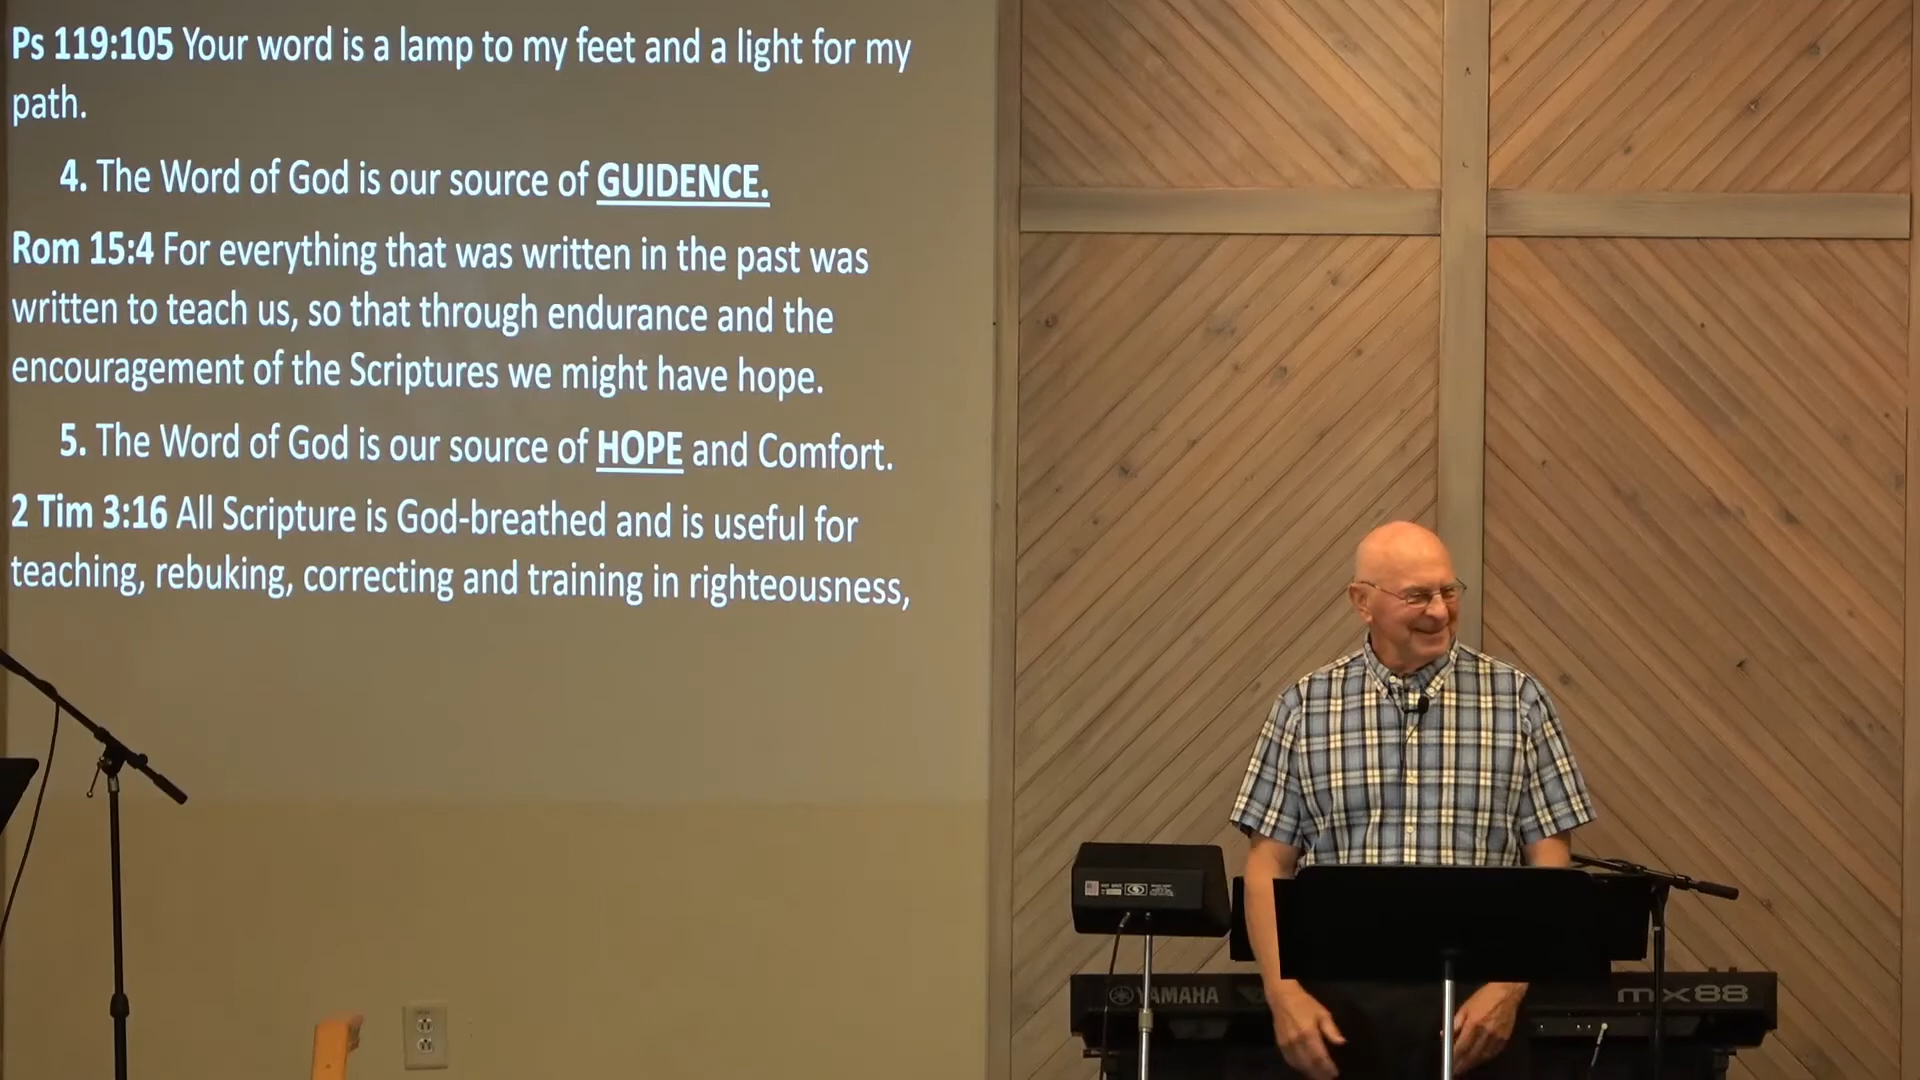 Ps 119:105 Your word is a lamp to my feet and a light for my
path.
4. The Word of God is our source of GUIDENCE.
Rom 15:4 For everything that was written in the past was
written to teach us, so that through endurance and the
encouragement of the Scriptures we might have hope.
5. The Word of God is our source of HOPE and Comfort.
2 Tim 3:16 All Scripture is God-breathed and is useful for
teaching, rebuking, correcting and training in righteousness,
YAMAHA
MX88